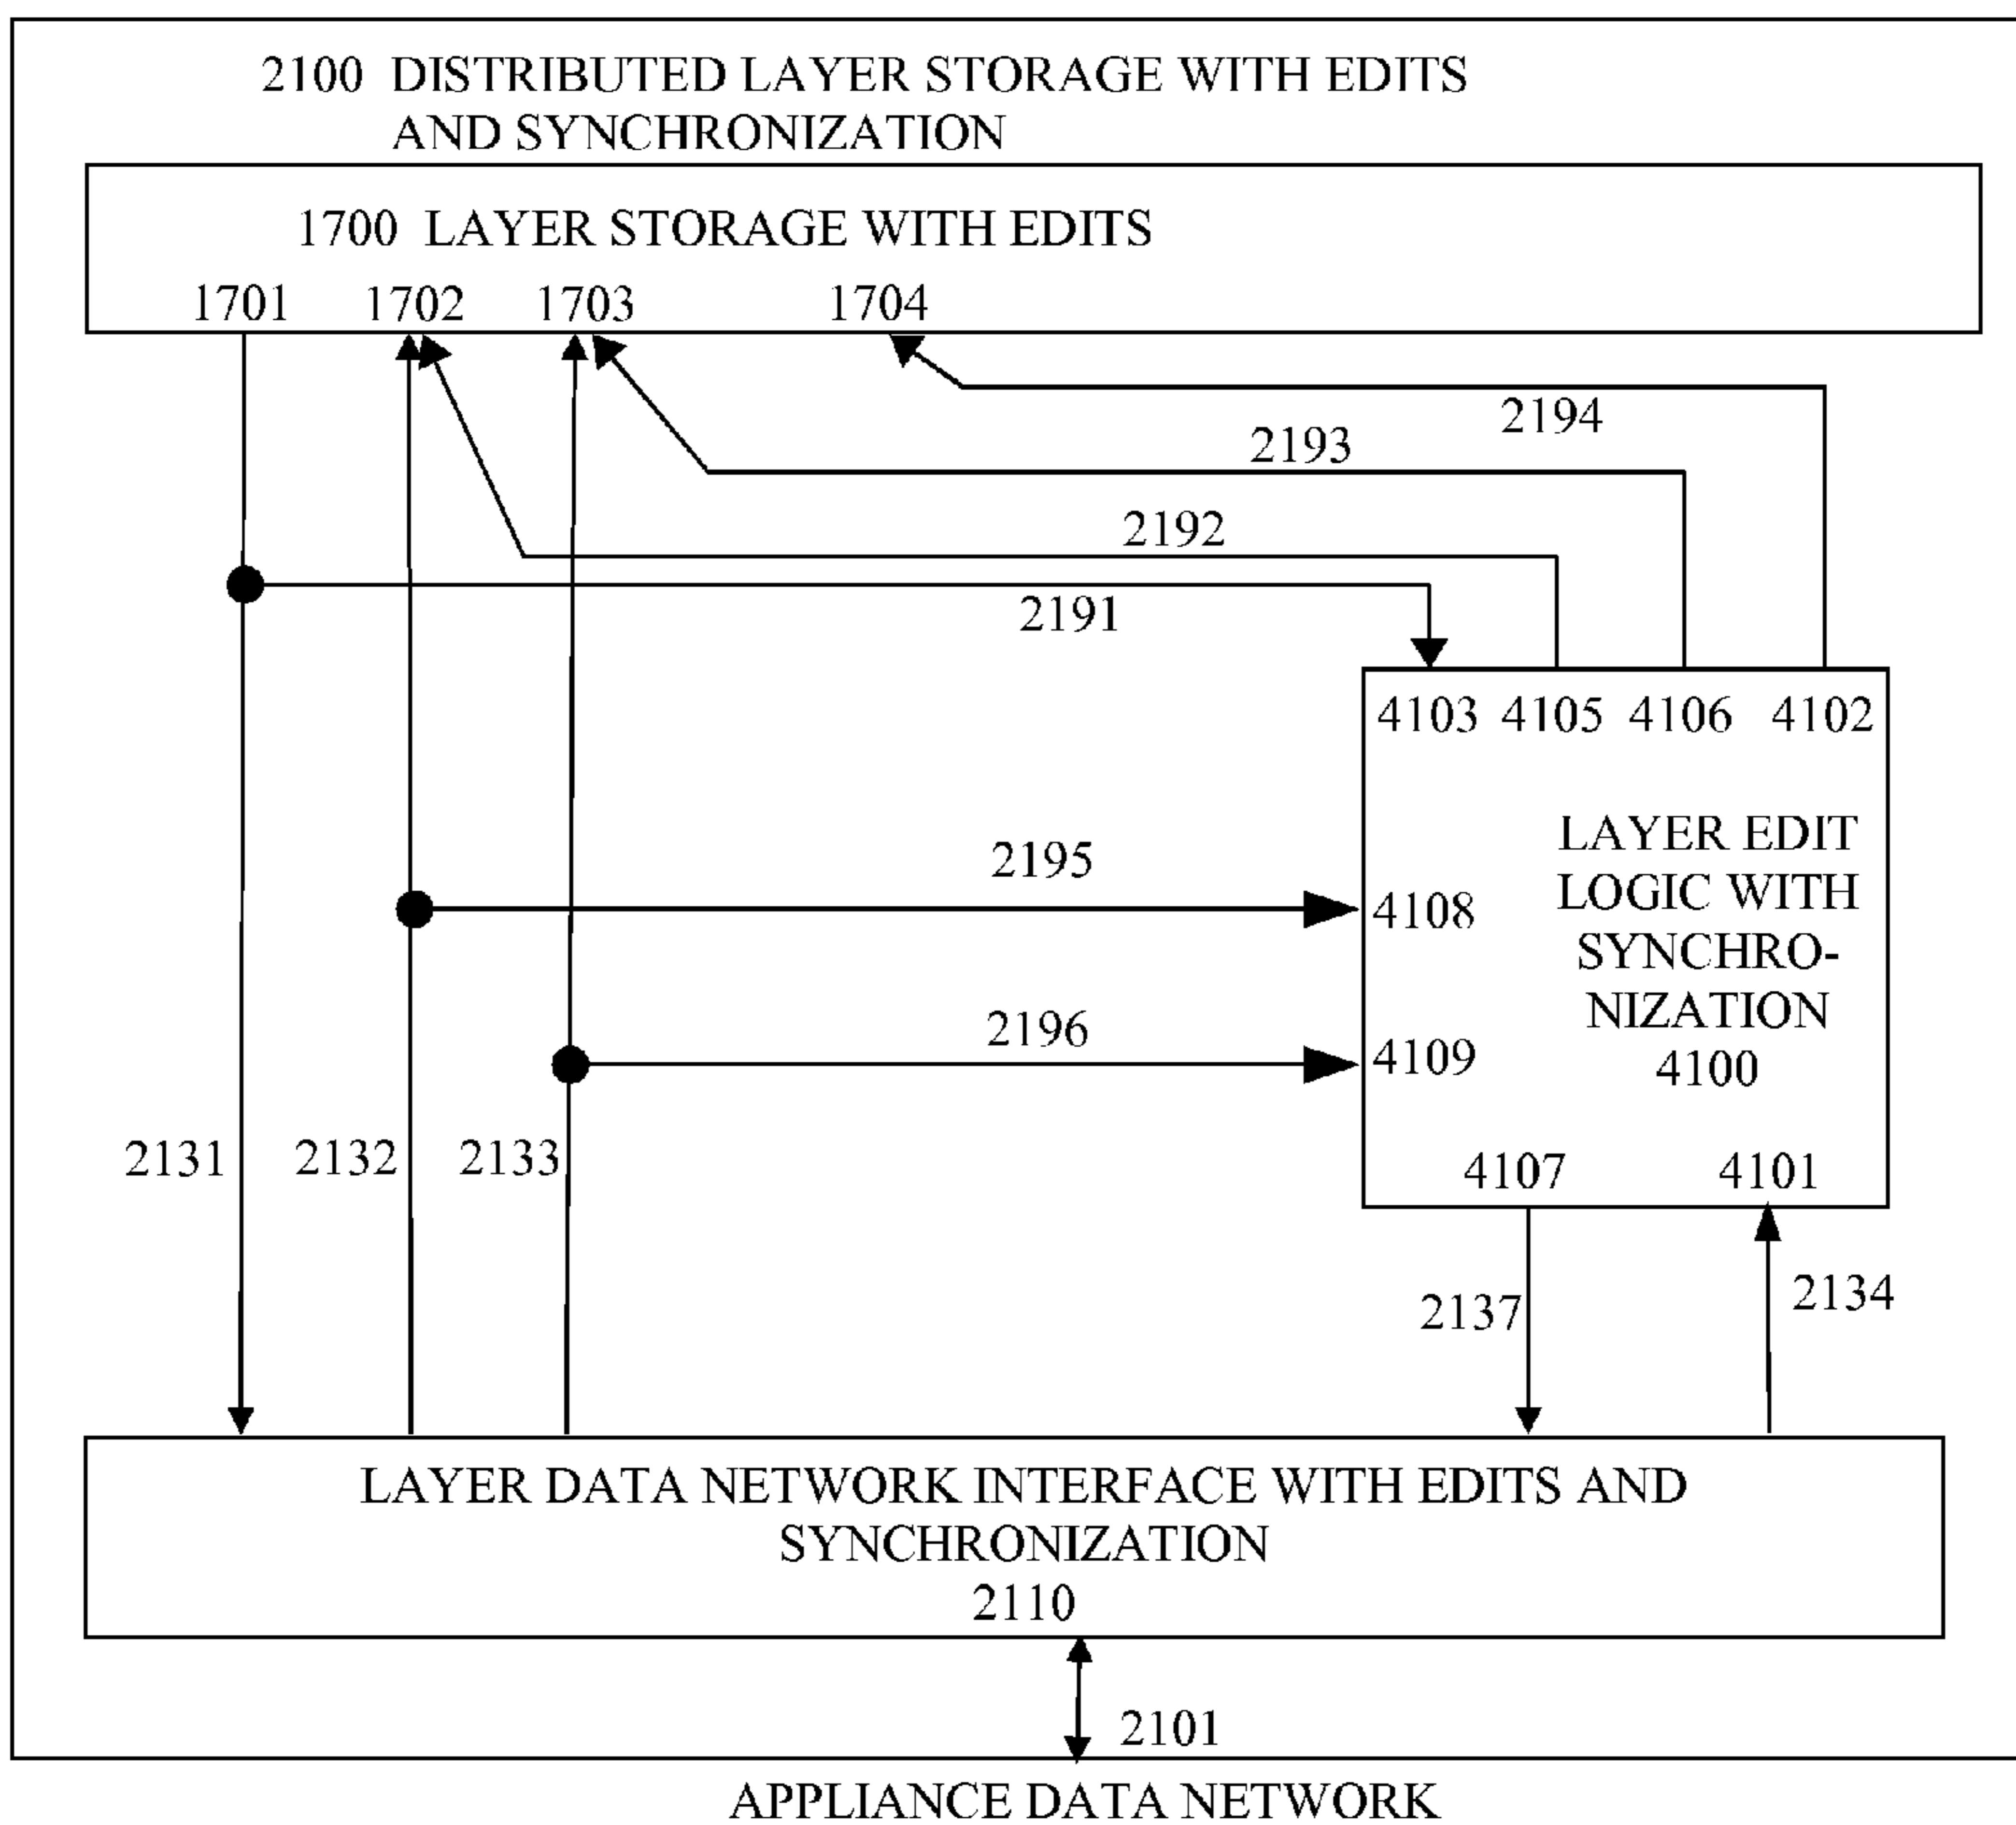 2100 DISTRIBUTED LAYER STORAGE WITH EDITS
AND SYNCHRONIZATION
1700 LAYER STORAGE WITH EDITS
1701 1702 1703 1704
2194
2193
2192
2191
4103 4105 4106 4102
LAYER EDIT
LOGIC WITH
SYNCHRO-
NIZATION
4100
2195
4108
2196
4109
2131 2132 2133
4107 4101
2137
2134
LAYER DATA NETWORK INTERFACE WITH EDITS AND
SYNCHRONIZATION
2110
2101
APPLIANCE DATA NETWORK